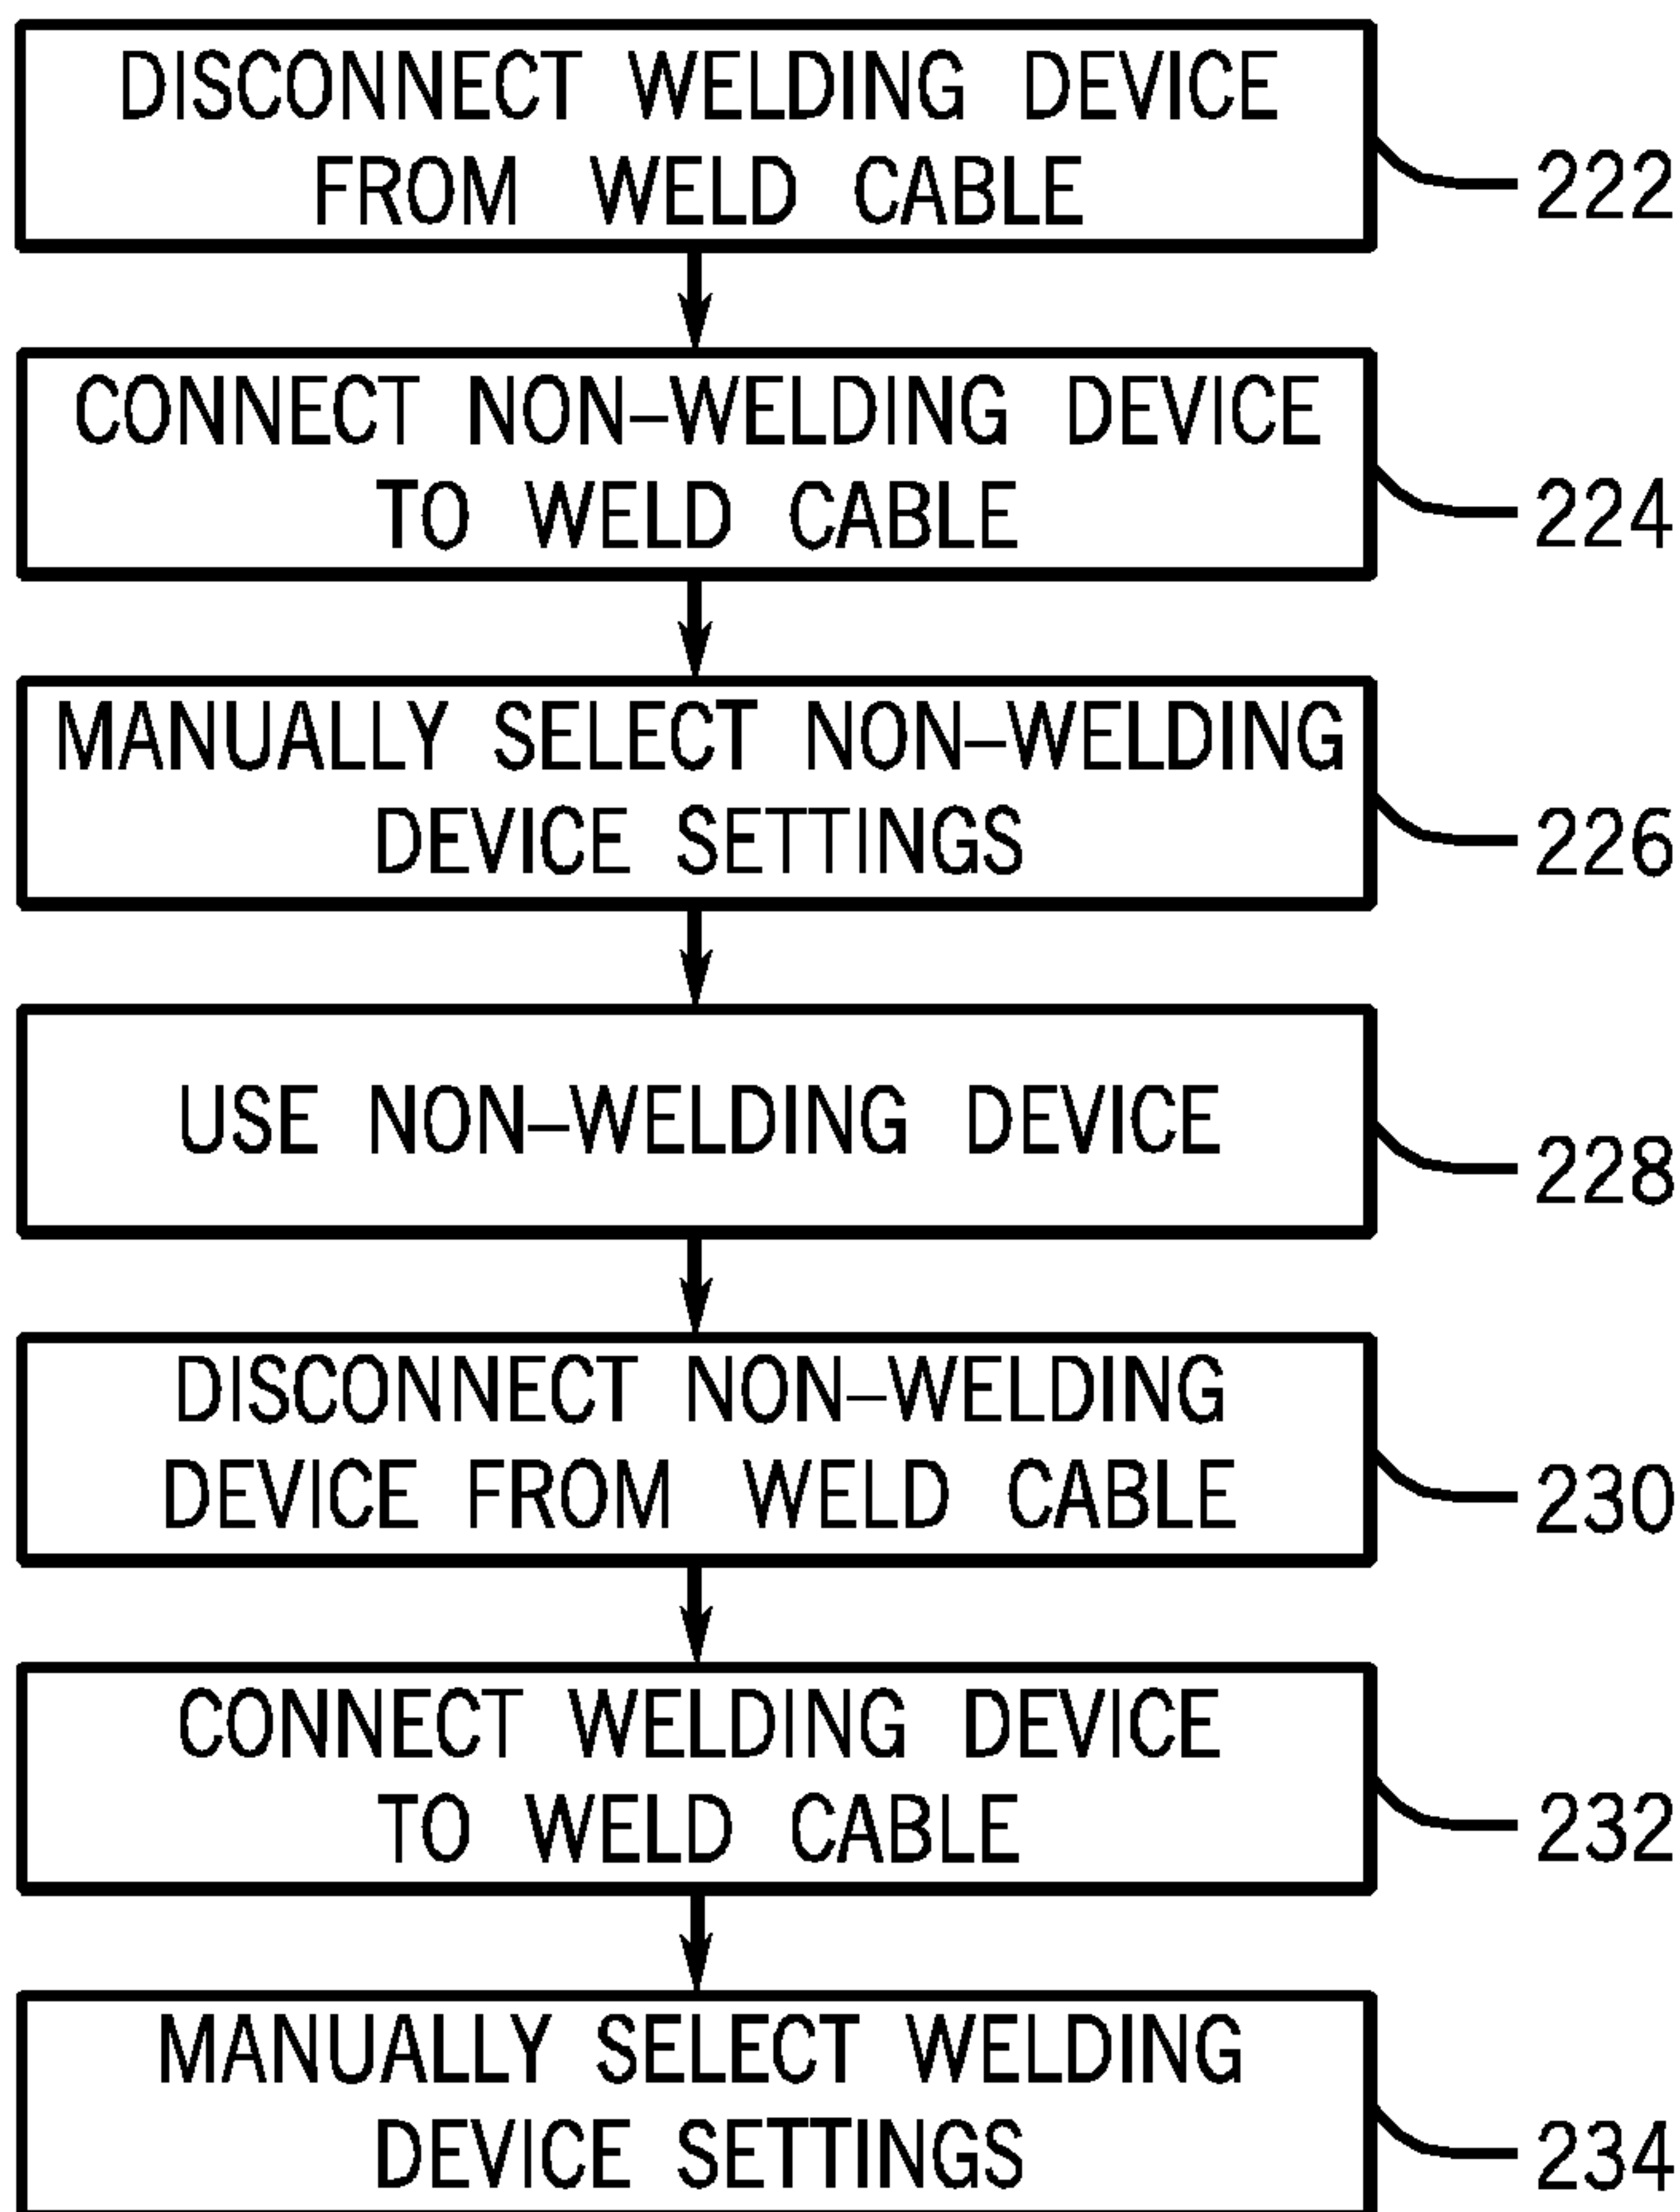 DISCONNECT WELDING DEVICE
FROM WELD CABLE
222
CONNECT NON–WELDING DEVICE
TO WELD CABLE
224
MANUALLY SELECT NON–WELDING
DEVICE SETTINGS
226
USE NON–WELDING DEVICE
228
DISCONNECT NON–WELDING
DEVICE FROM WELD CABLE
230
CONNECT WELDING DEVICE
TO WELD CABLE
232
MANUALLY SELECT WELDING
DEVICE SETTINGS
234